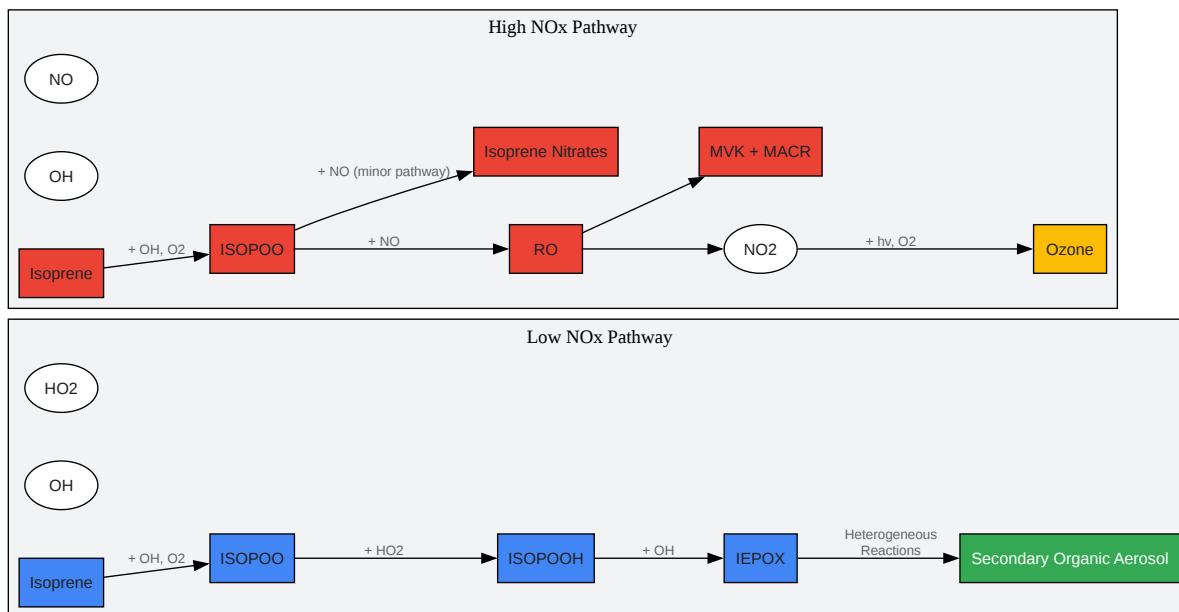 High NOx Pathway
NO
OH
Isoprene
+ OH, O2
ISOPOO
+ NO (minor pathway)
Isoprene Nitrates
+ NO
RO
MVK + MACR
NO2
+ hv, O2
Ozone
Low NOx Pathway
HO2
OH
Isoprene
+ OH, O2
ISOPOO
+ HO2
ISOPOOH
+ OH
IEPOX
Heterogeneous
Reactions
Secondary Organic Aerosol